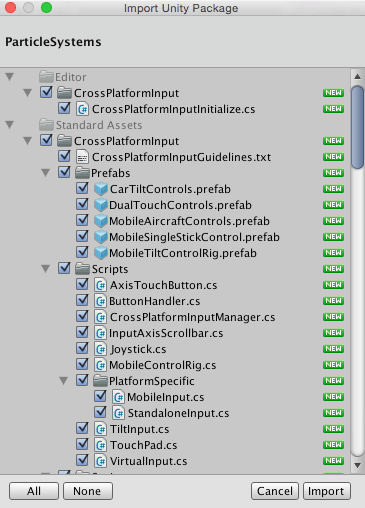 Import Unity Package
ParticleSystems
Editor
CrossPlatformInput NEW
CrossPlatformInputInitialize.cs NEW
Standard Assets
CrossPlatformInput NEW
CrossPlatformInputGuidelines.txt NEW
Prefabs NEW
CarTiltControls.prefab NEW
DualTouchControls.prefab NEW
MobileAircraftControls.prefab NEW
MobileSingleStickControl.prefab NEW
MobileTiltControlRig.prefab NEW
Scripts NEW
AxisTouchButton.cs NEW
ButtonHandler.cs NEW
CrossPlatformInputManager.cs NEW
InputAxisScrollbar.cs NEW
Joystick.cs NEW
MobileControlRig.cs NEW
PlatformSpecific NEW
MobileInput.cs NEW
StandaloneInput.cs NEW
TiltInput.cs NEW
TouchPad.cs NEW
VirtualInput.cs NEW
All None Cancel Import